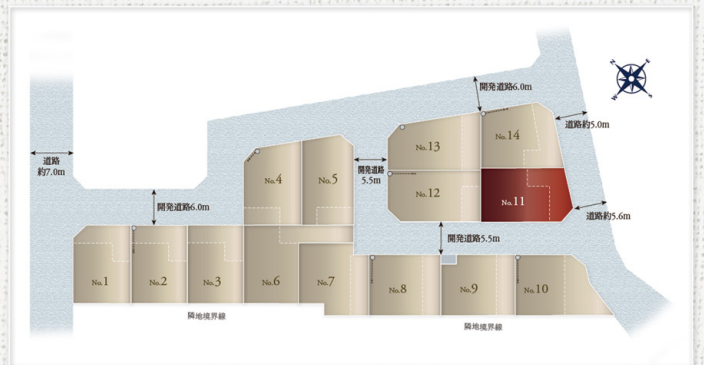 開発道路6.0m
N
E
W
S
道路約5.0m
No.13
No.14
道路
約7.0m
開発道路
5.5m
No.4
No.5
No.12
No.11
開発道路6.0m
道路約5.6m
開発道路5.5m
No.1
No.2
No.3
No.6
No.7
No.8
No.9
No.10
隣地境界線
隣地境界線